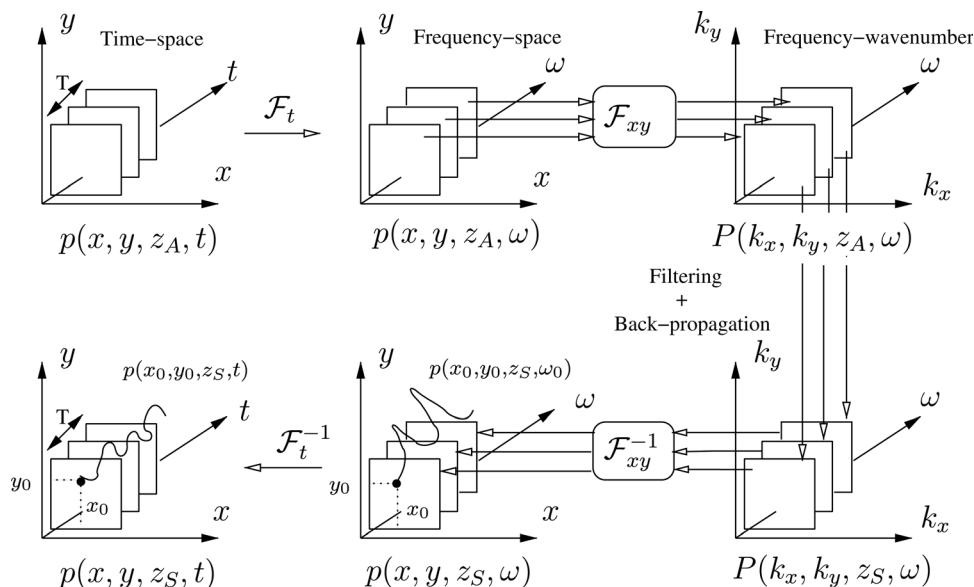 y Time−space
T t
x
p(x, y, z_A, t)
ℱ_t
y Frequency−space
ω
x
p(x, y, z_A, ω)
ℱ_xy
k_y Frequency−wavenumber
ω
k_x
P(k_x, k_y, z_A, ω)
Filtering
+
Back−propagation
y p(x_0,y_0,z_S,t)
T t
y_0
x_0 x
p(x, y, z_S, t)
ℱ_t^{-1}
y p(x_0,y_0,z_S,ω_0)
ω
y_0
x_0 x
p(x, y, z_S, ω)
ℱ_xy^{-1}
k_y
ω
k_x
P(k_x, k_y, z_S, ω)